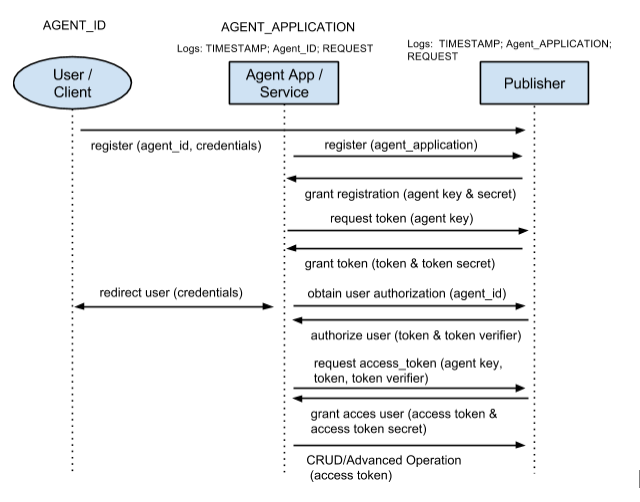 AGENT_ID
AGENT_APPLICATION
Logs: TIMESTAMP; Agent_ID; REQUEST
Logs: TIMESTAMP; Agent_APPLICATION;
REQUEST
User /
Client
Agent App /
Service
Publisher
register (agent_id, credentials)
register (agent_application)
grant registration (agent key & secret)
request token (agent key)
grant token (token & token secret)
redirect user (credentials)
obtain user authorization (agent_id)
authorize user (token & token verifier)
request access_token (agent key,
token, token verifier)
grant acces user (access token &
access token secret)
CRUD/Advanced Operation
(access token)